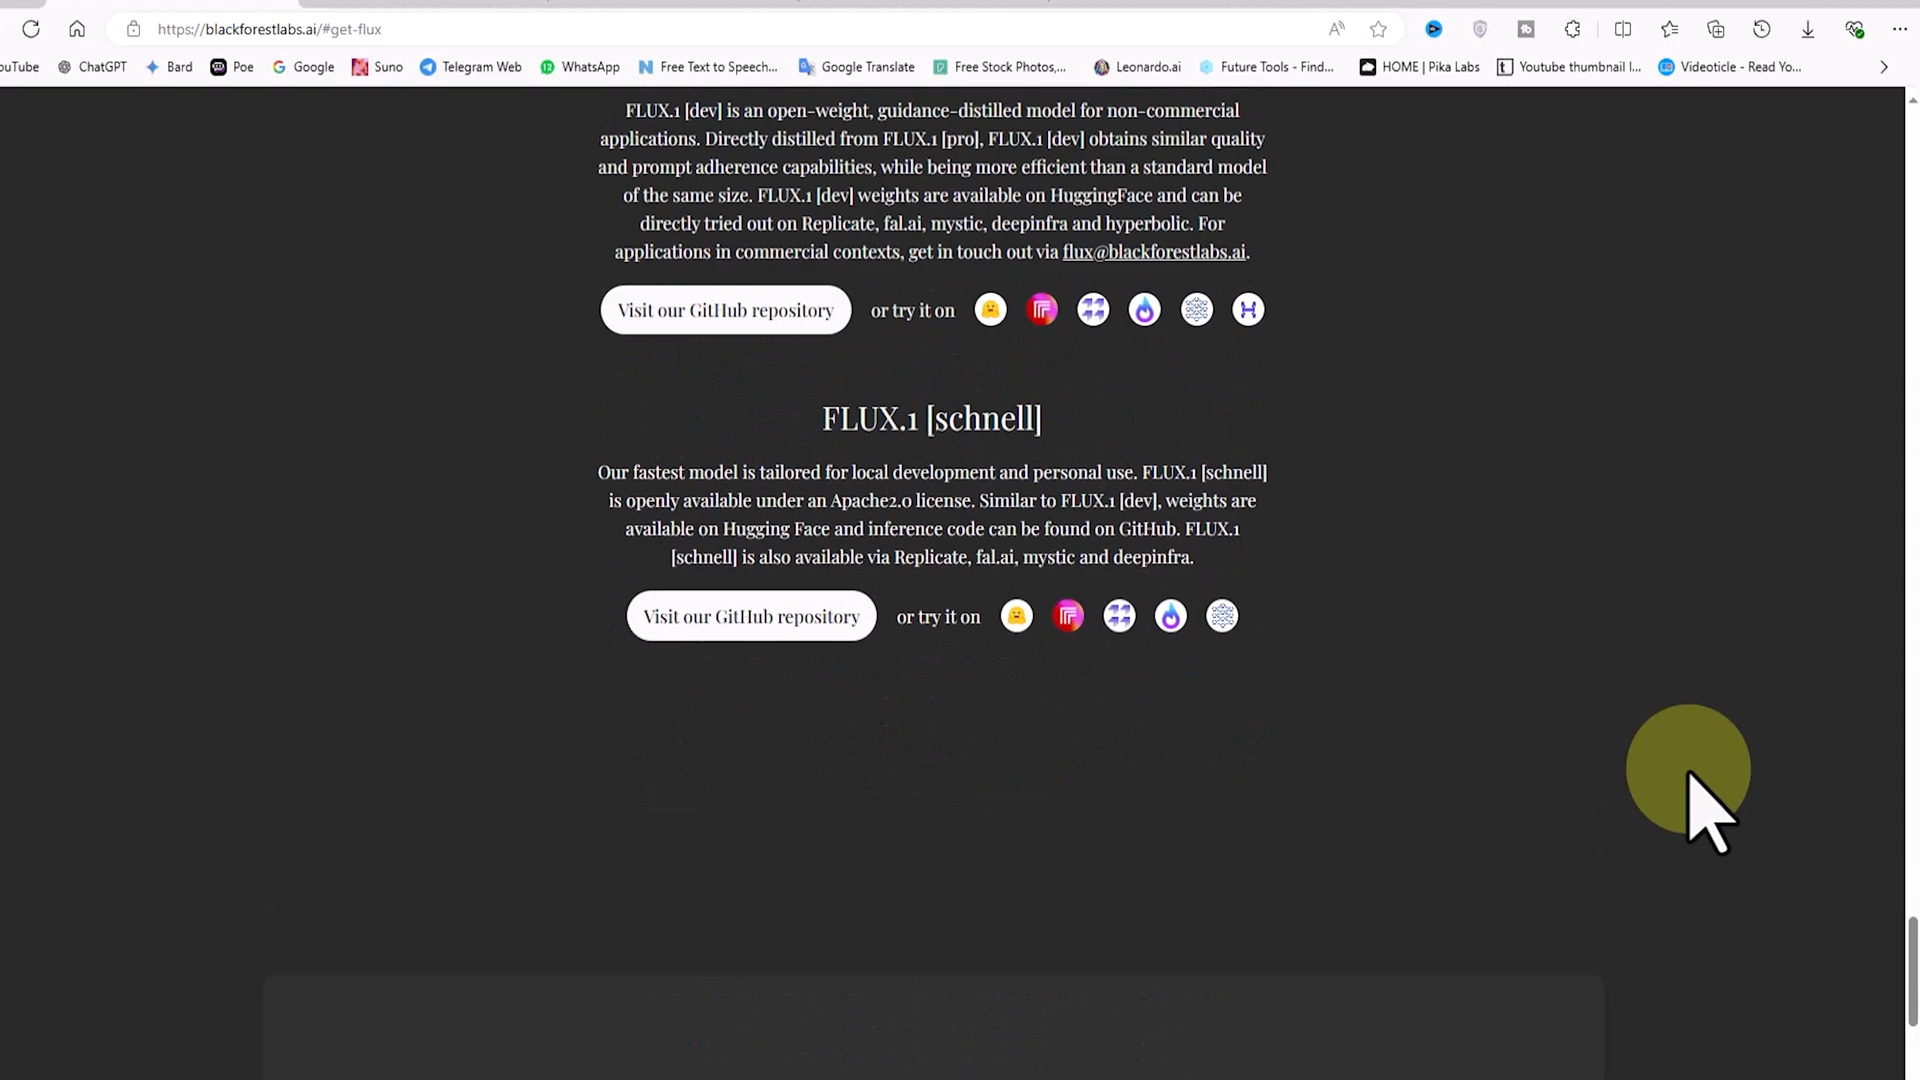 https://blackforestlabs.ai/#get-flux
ouTube ChatGPT Bard Poe Google Suno Telegram Web WhatsApp Free Text to Speech... Google Translate Free Stock Photos,... Leonardo.ai Future Tools - Find... HOME | Pika Labs Youtube thumbnail l... Videoticle - Read Yo...
FLUX.1 [dev] is an open-weight, guidance-distilled model for non-commercial
applications. Directly distilled from FLUX.1 [pro], FLUX.1 [dev] obtains similar quality
and prompt adherence capabilities, while being more efficient than a standard model
of the same size. FLUX.1 [dev] weights are available on HuggingFace and can be
directly tried out on Replicate, fal.ai, mystic, deepinfra and hyperbolic. For
applications in commercial contexts, get in touch out via flux@blackforestlabs.ai.
Visit our GitHub repository or try it on
FLUX.1 [schnell]
Our fastest model is tailored for local development and personal use. FLUX.1 [schnell]
is openly available under an Apache2.0 license. Similar to FLUX.1 [dev], weights are
available on Hugging Face and inference code can be found on GitHub. FLUX.1
[schnell] is also available via Replicate, fal.ai, mystic and deepinfra.
Visit our GitHub repository or try it on